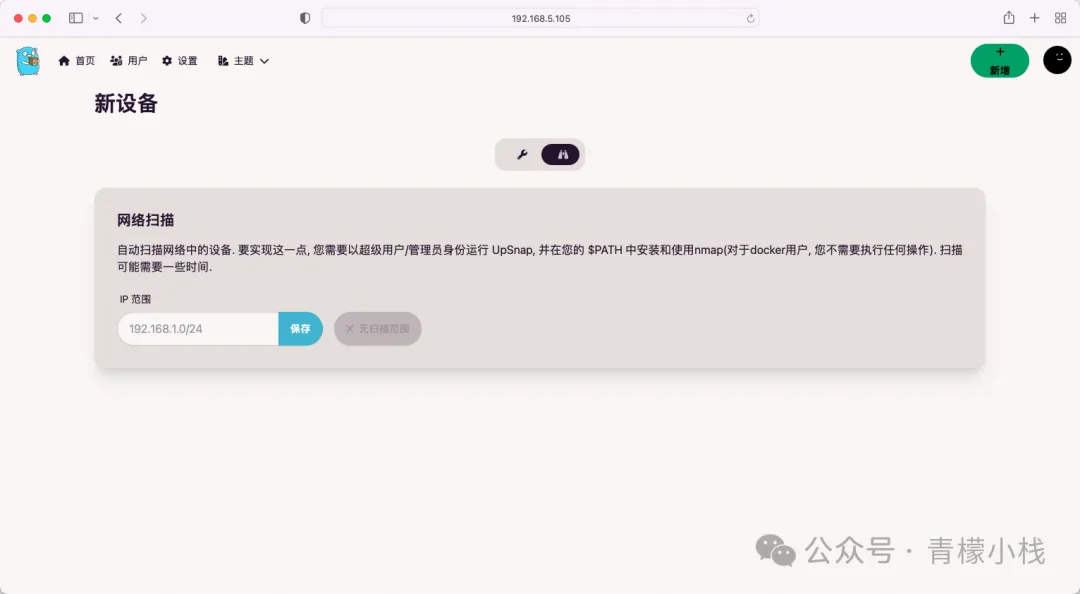 192.168.5.105
首页 用户 设置 主题
新增
新设备
网络扫描
自动扫描网络中的设备. 要实现这一点, 您需要以超级用户/管理员身份运行 UpSnap, 并在您的 $PATH 中安装和使用nmap(对于docker用户, 您不需要执行任何操作). 扫描
可能需要一些时间.
IP 范围
192.168.1.0/24 保存 无扫描范围
公众号 · 青檬小栈